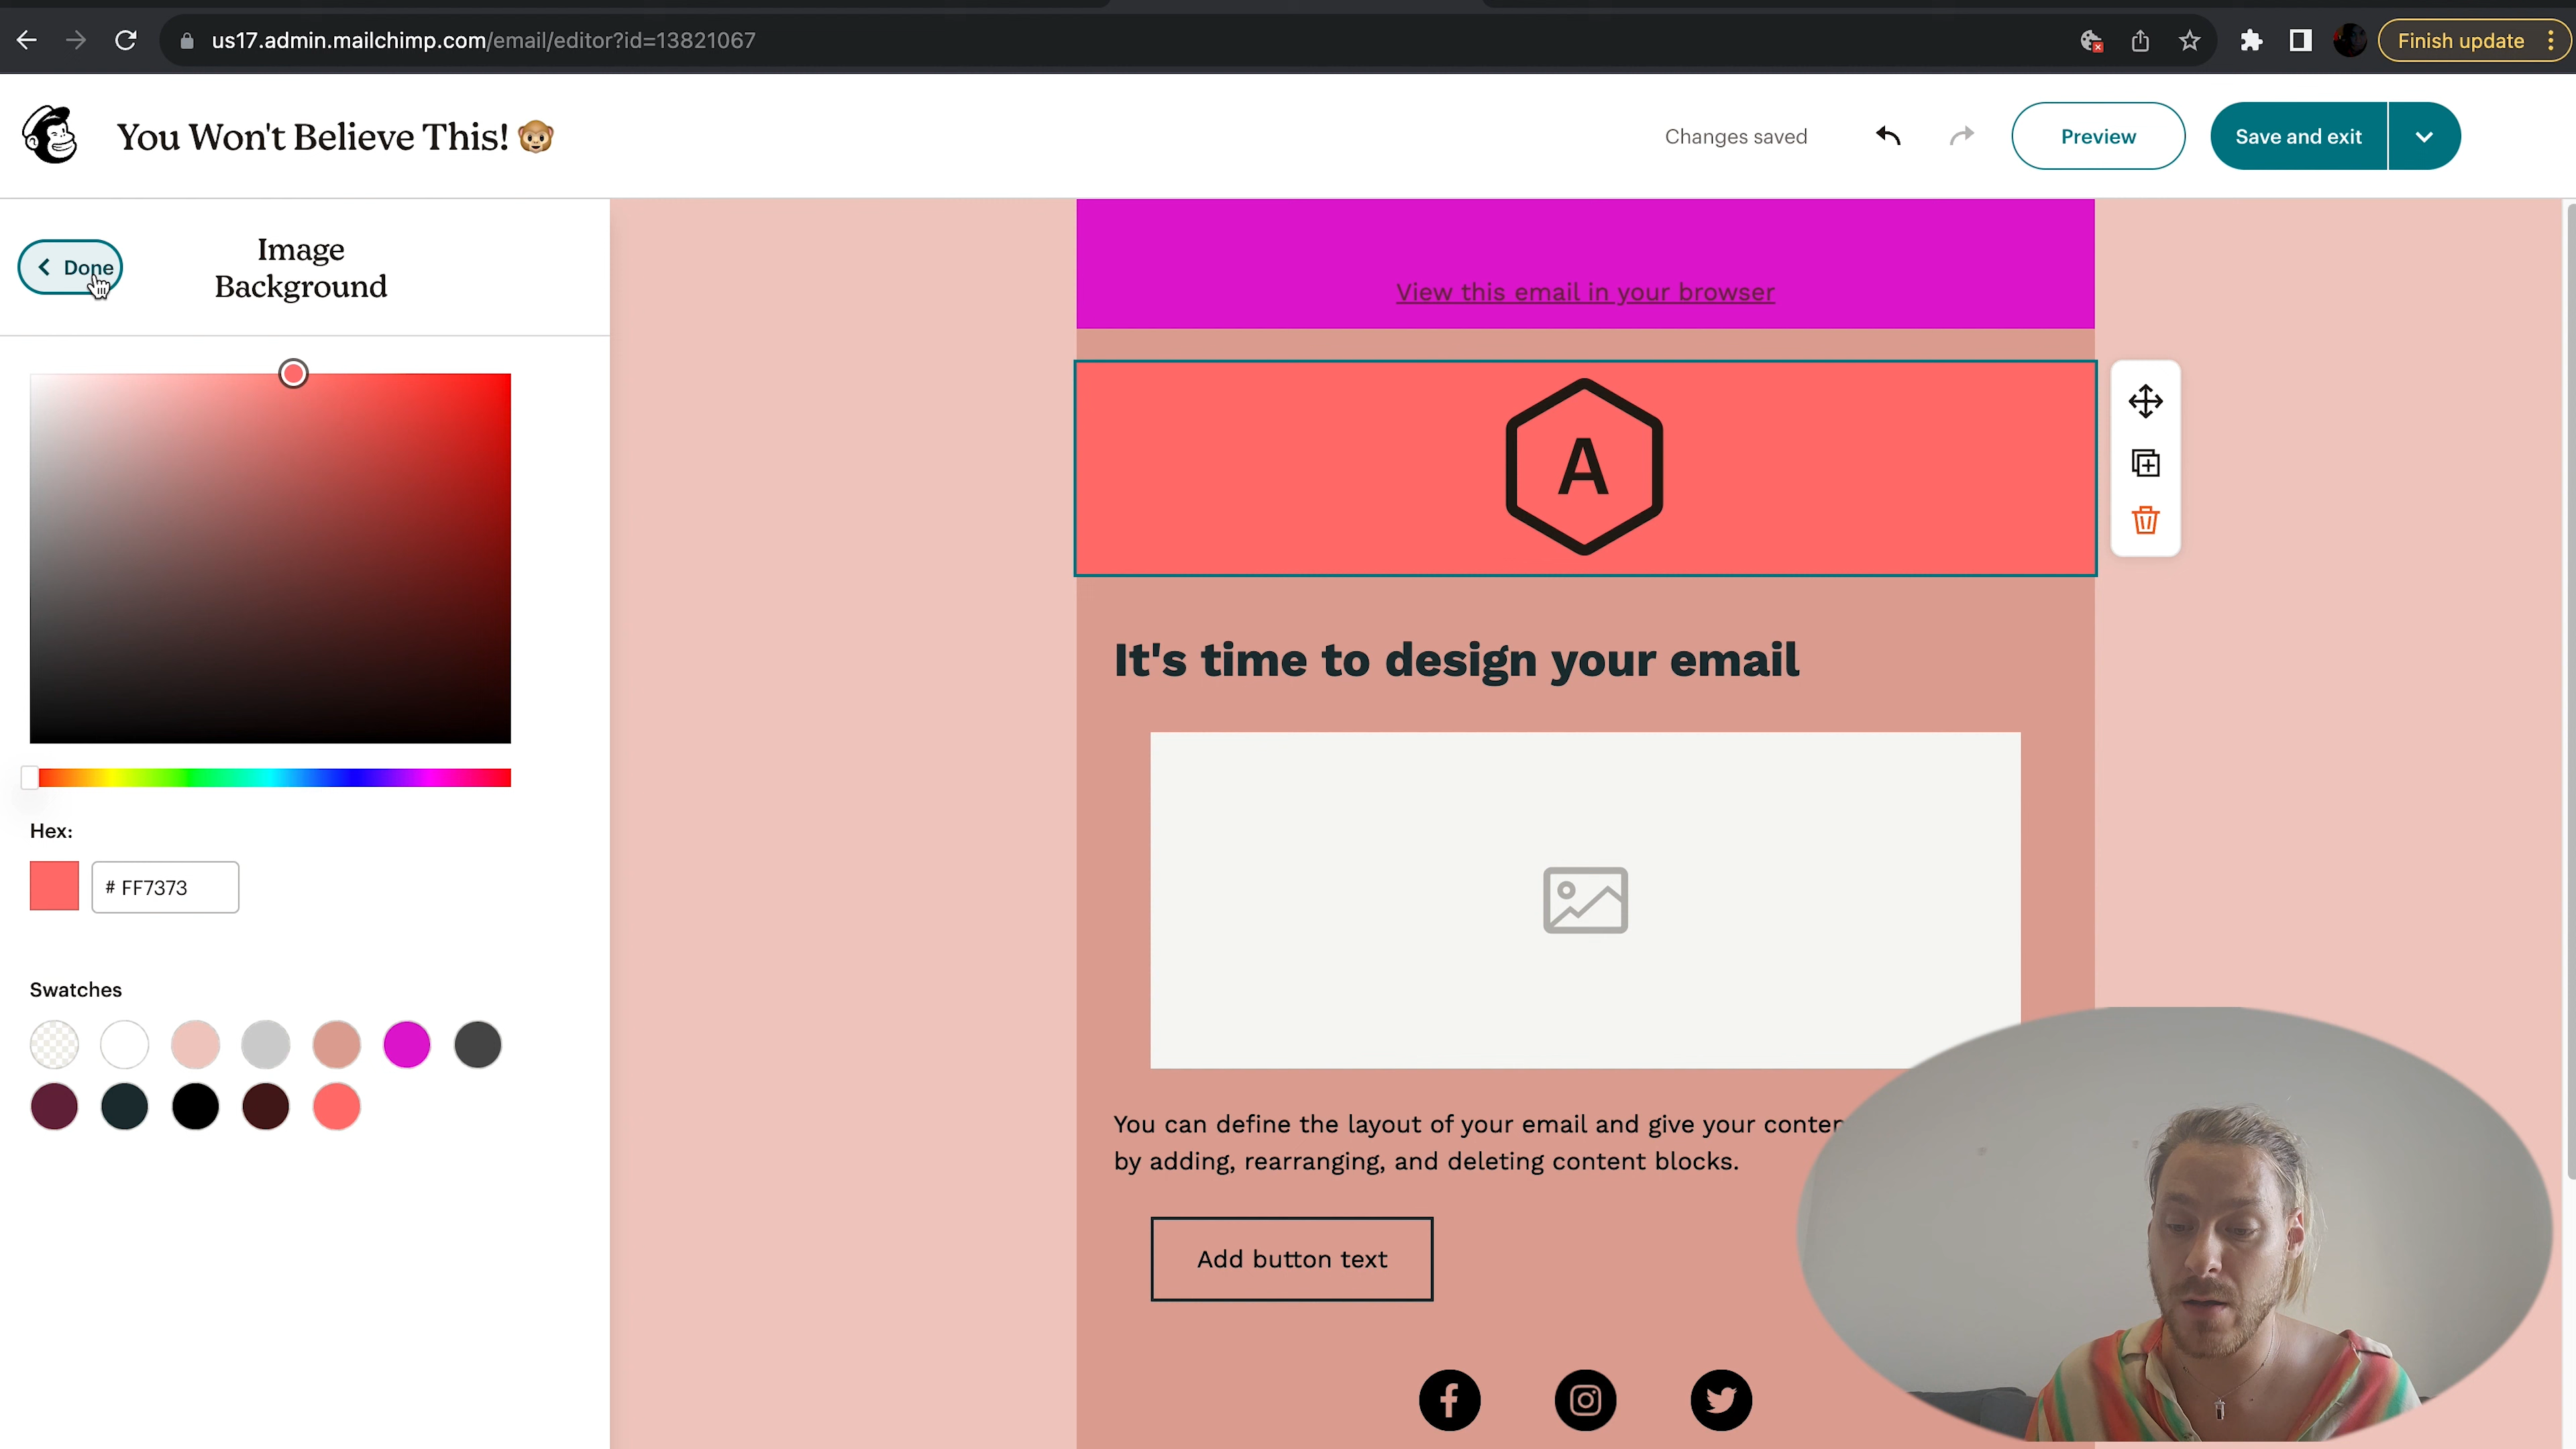 us17.admin.mailchimp.com/email/editor?id=13821067
Finish update
You Won't Believe This! 🐵
Changes saved
Preview
Save and exit
Done
Image
Background
View this email in your browser
A
It's time to design your email
Hex:
# FF7373
Swatches
You can define the layout of your email and give your
by adding, rearranging, and deleting content blocks.
Add button text